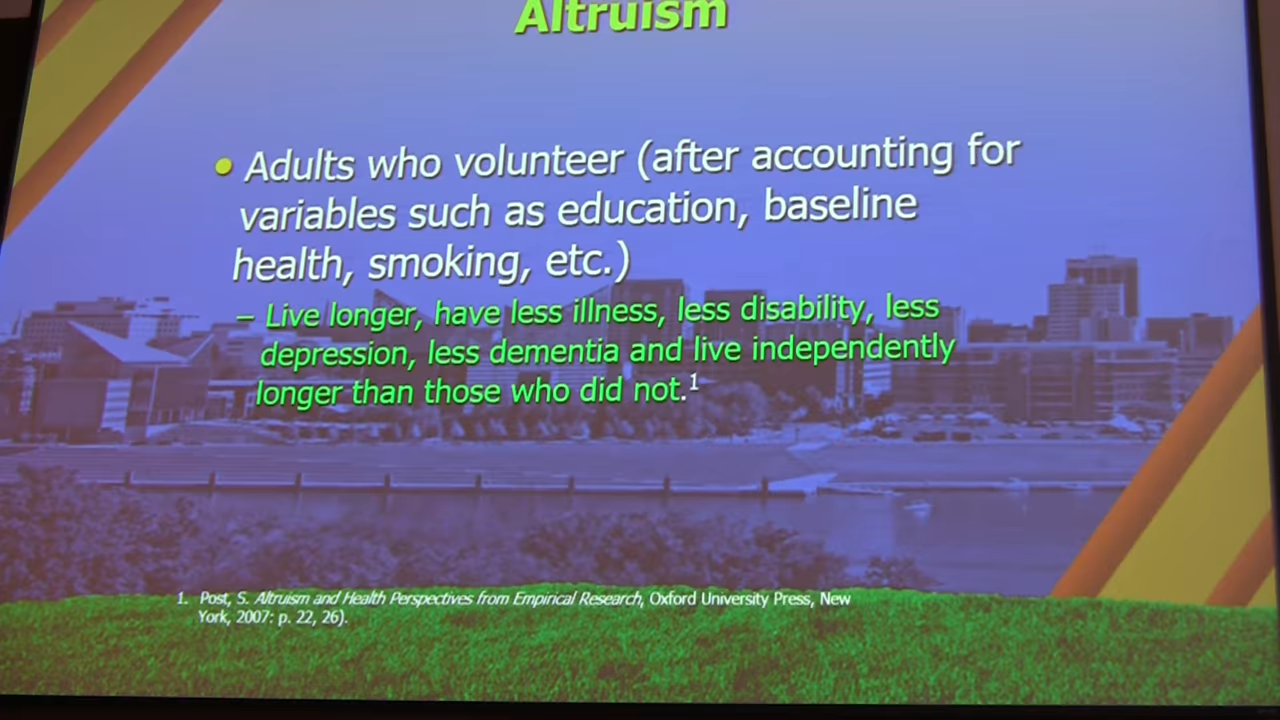 Altruism
• Adults who volunteer (after accounting for
variables such as education, baseline
health, smoking, etc.)
– Live longer, have less illness, less disability, less
depression, less dementia and live independently
longer than those who did not.1
1. Post, S. Altruism and Health Perspectives from Empirical Research, Oxford University Press, New
York, 2007: p. 22, 26).